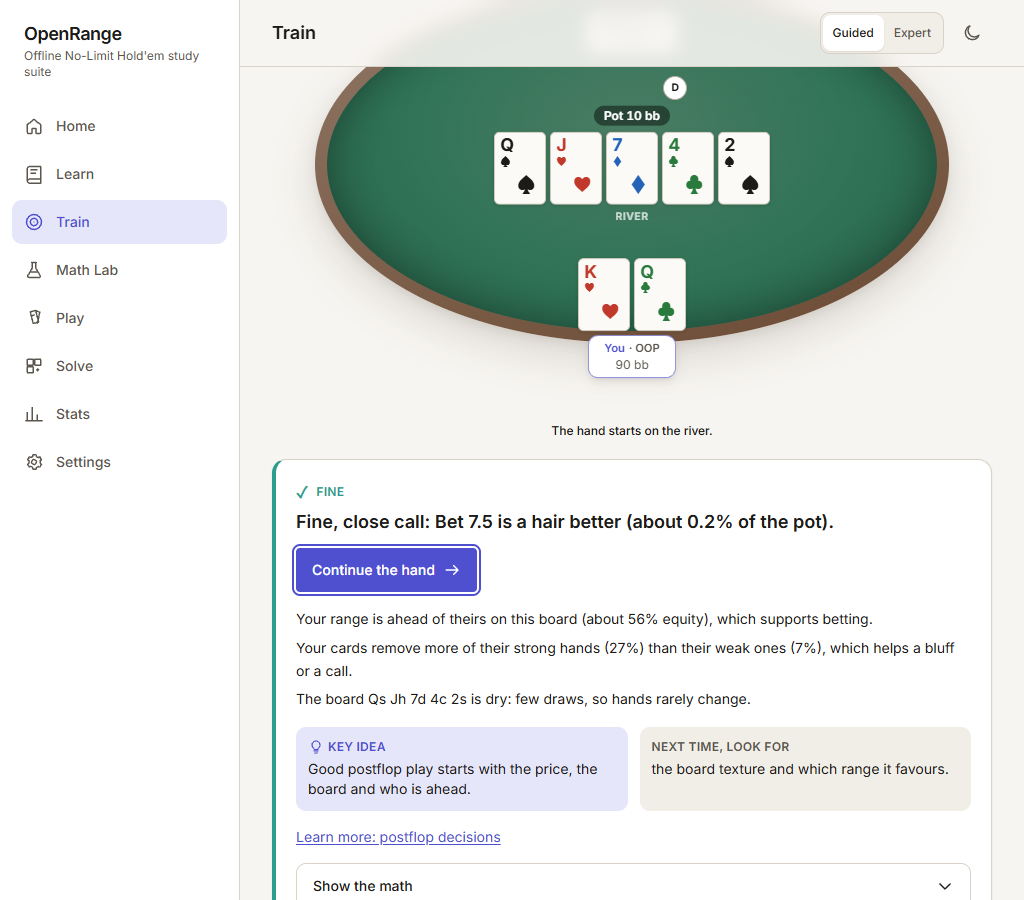 OpenRange
Offline No-Limit Hold'em study
suite
Home
Learn
Train
Math Lab
Play
Solve
Stats
Settings
Train
Guided
Expert
D
Pot 10 bb
Q
J
7
4
2
RIVER
K
Q
You · OOP
90 bb
The hand starts on the river.
FINE
Fine, close call: Bet 7.5 is a hair better (about 0.2% of the pot).
Continue the hand
Your range is ahead of theirs on this board (about 56% equity), which supports betting.
Your cards remove more of their strong hands (27%) than their weak ones (7%), which helps a bluff
or a call.
The board Qs Jh 7d 4c 2s is dry: few draws, so hands rarely change.
KEY IDEA
Good postflop play starts with the price, the
board and who is ahead.
NEXT TIME, LOOK FOR
the board texture and which range it favours.
Learn more: postflop decisions
Show the math